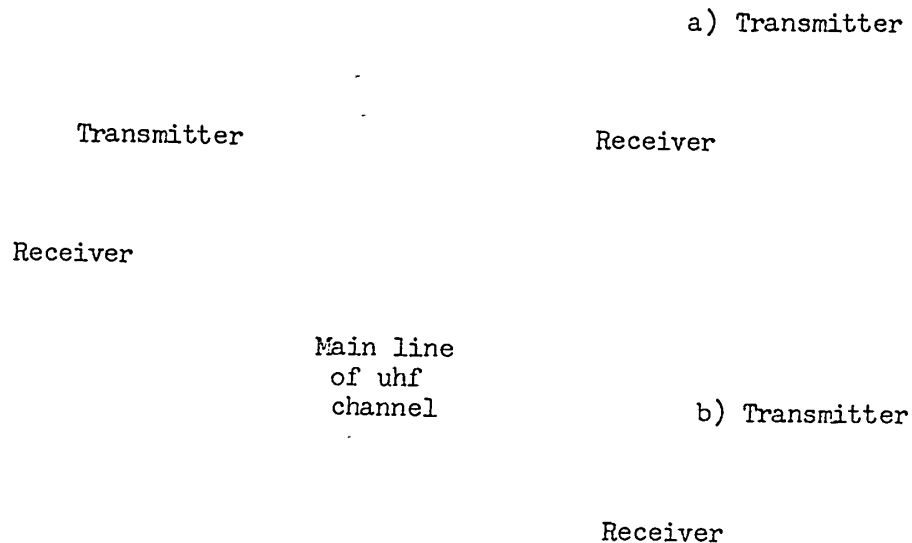 a) Transmitter
Transmitter
Receiver
Receiver
Main line
of uhf
channel
b) Transmitter
Receiver